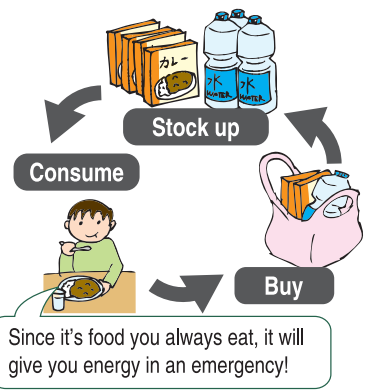 カレー
水
WATER
水
WATER
Stock up
Consume
Buy
Since it's food you always eat, it will
give you energy in an emergency!